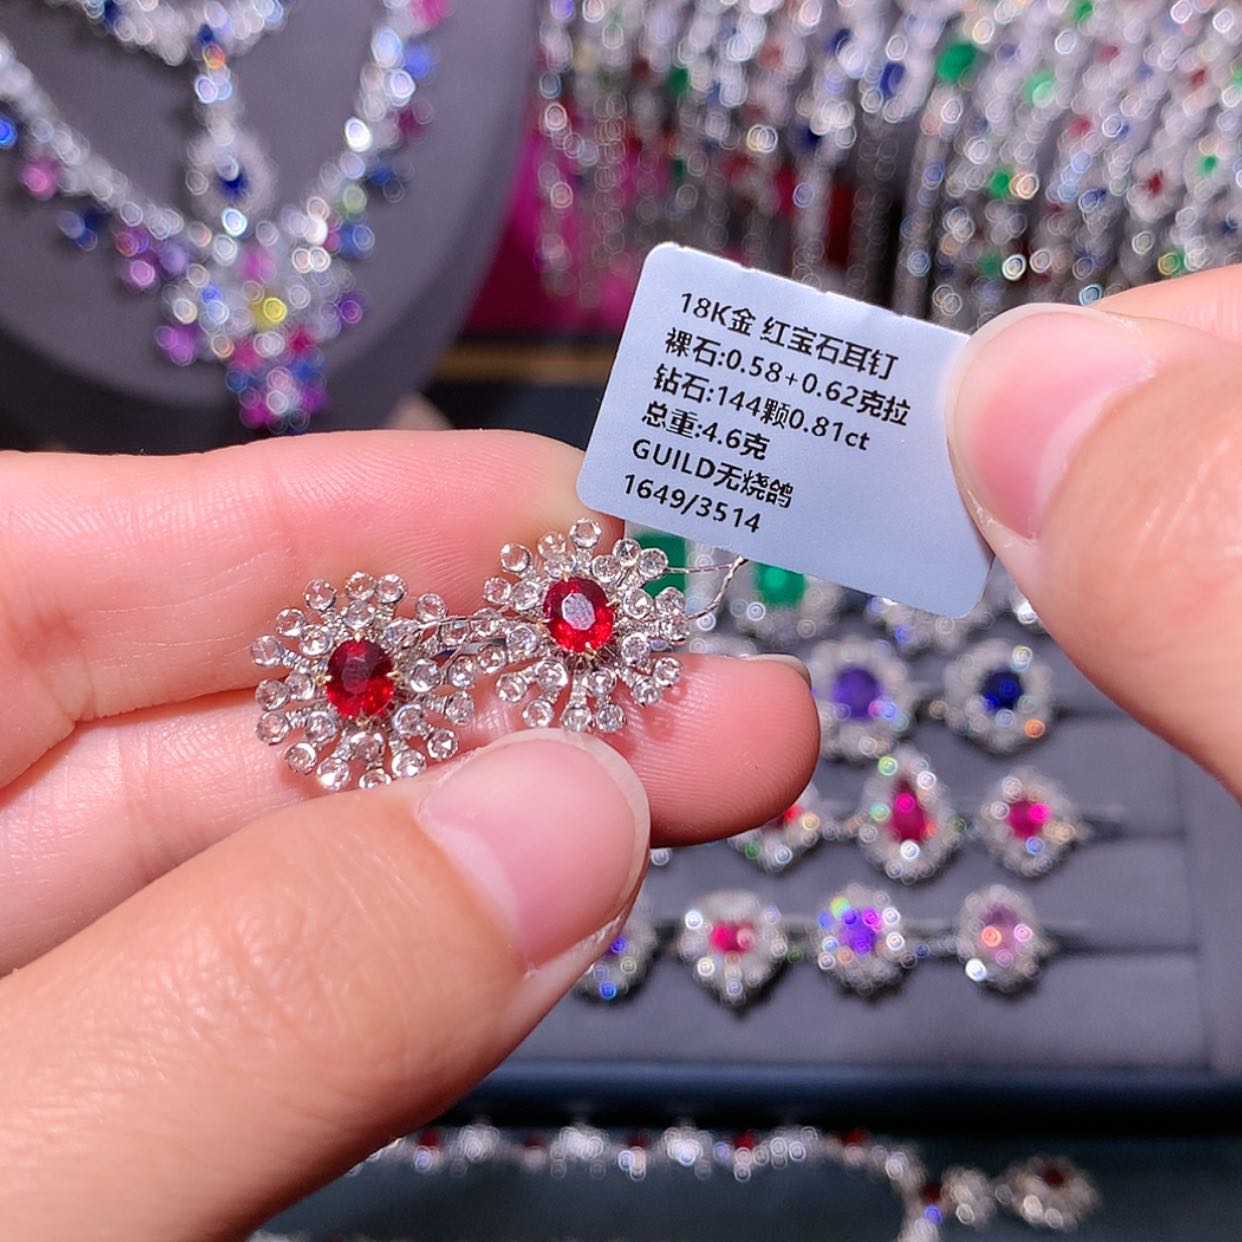 18K金 红宝石耳钉
裸石:0.58+0.62克拉
钻石:144颗0.81ct
总重:4.6克
GUILD无烧鸽
1649/3514